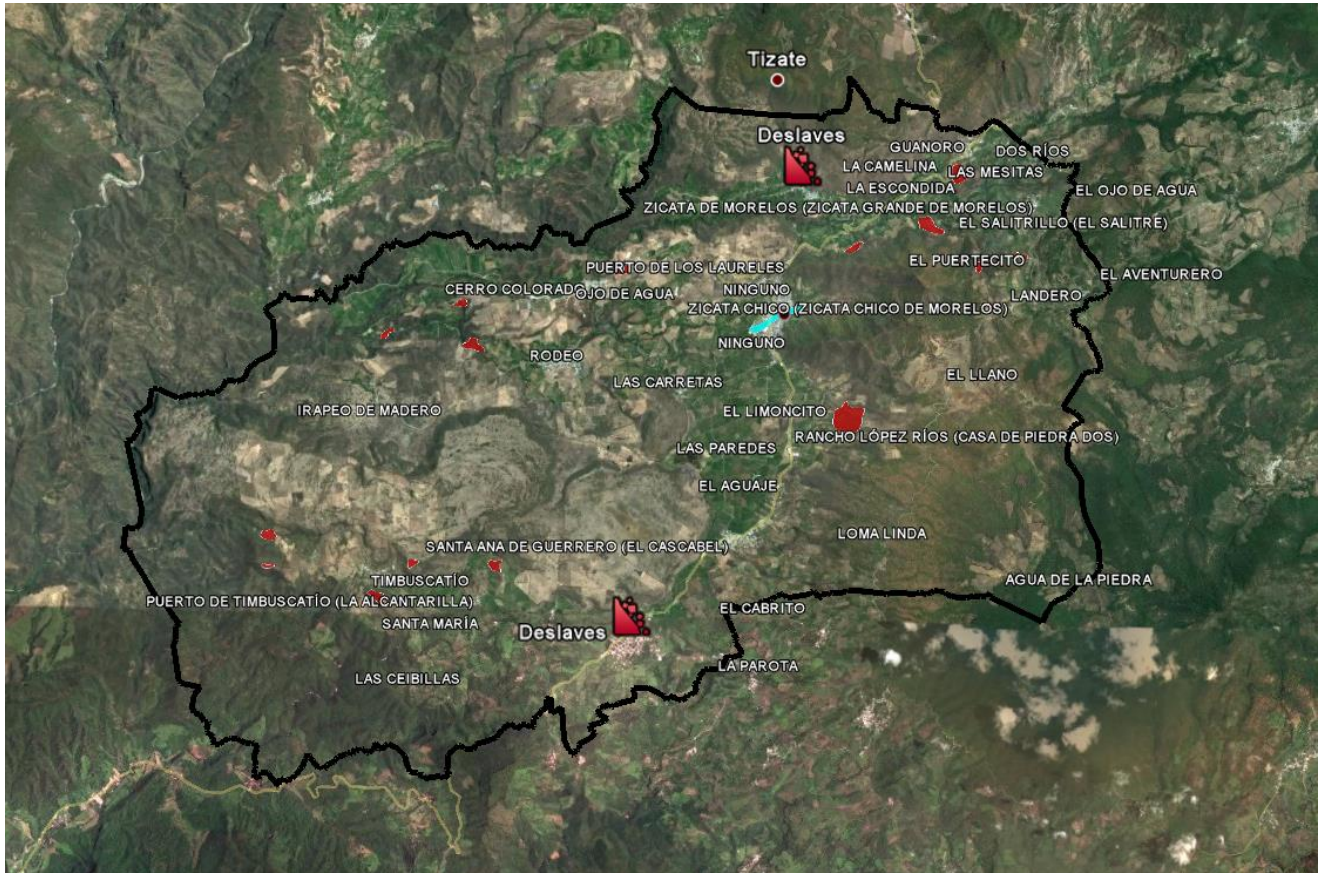 Tizate
Deslaves
GUANORO
DOS RÍOS
LA CAMELINA
LAS MESITAS
LA ESCONDIDA
EL OJO DE AGUA
ZICATA DE MORELOS (ZICATA GRANDE DE MORELOS)
EL SALITRILLO (EL SALITRE)
EL PUERTECITO
PUERTO DE LOS LAURELES
EL AVENTURERO
CERRO COLORADO
OJO DE AGUA
NINGUNO
LANDERO
ZICATA CHICO (ZICATA CHICO DE MORELOS)
NINGUNO
RODEO
EL LLANO
LAS CARRETAS
IRAPEO DE MADERO
EL LIMONCITO
RANCHO LÓPEZ RÍOS (CASA DE PIEDRA DOS)
LAS PAREDES
EL AGUAJE
LOMA LINDA
SANTA ANA DE GUERRERO (EL CASCABEL)
TIMBUSCATÍO
AGUA DE LA PIEDRA
PUERTO DE TIMBUSCATÍO (LA ALCANTARILLA)
EL CABRITO
SANTA MARÍA
Deslaves
LA PAROTA
LAS CEIBILLAS